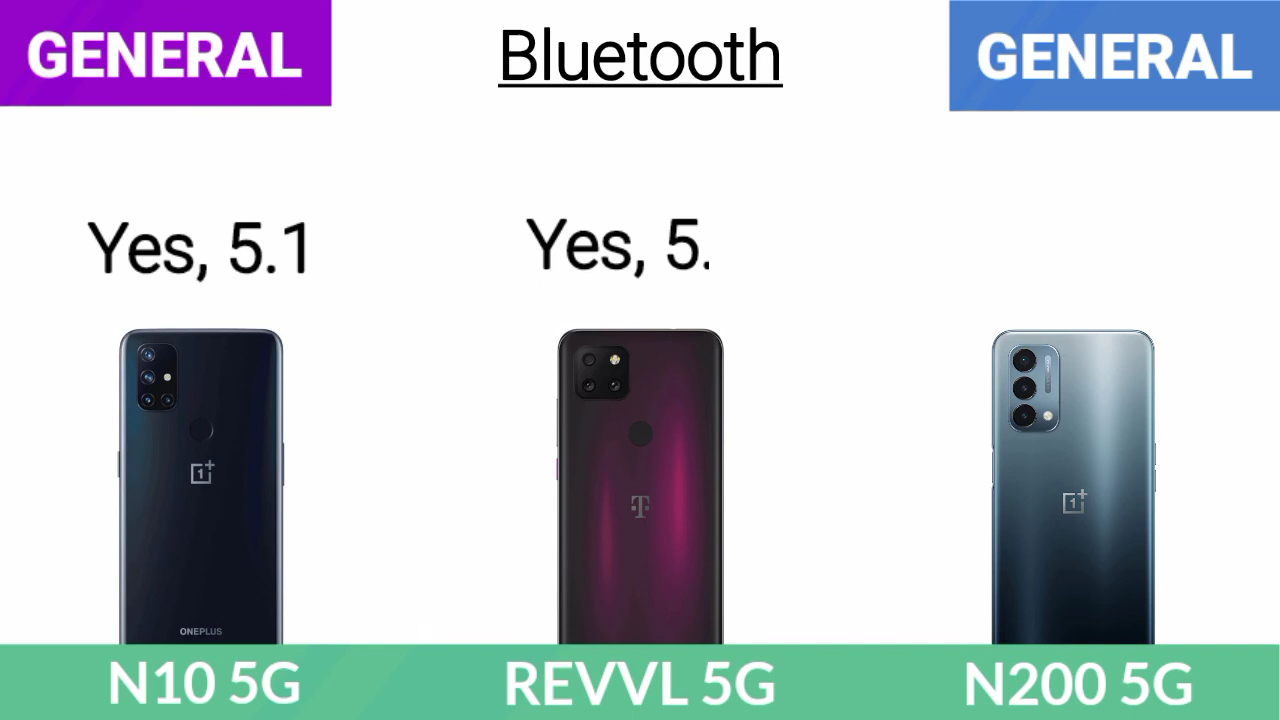 GENERAL
Bluetooth
GENERAL
Yes, 5.1
Yes, 5.
ONEPLUS
N10 5G
REVVL 5G
N200 5G